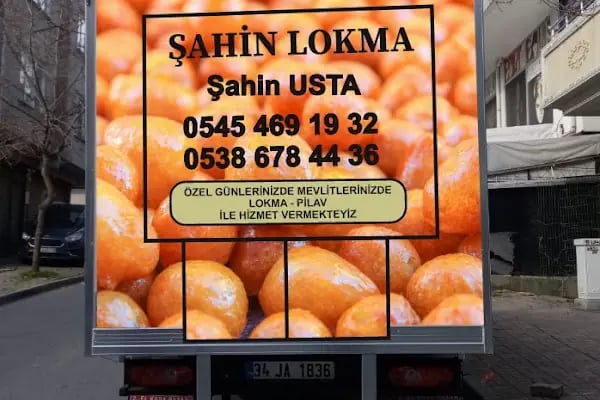 ŞAHİN LOKMA
Şahin USTA
0545 469 19 32
0538 678 44 36
ÖZEL GÜNLERİNİZDE MEVLİTLERİNİZDE
LOKMA - PİLAV
İLE HİZMET VERMEKTEYİZ
34 JA 1836